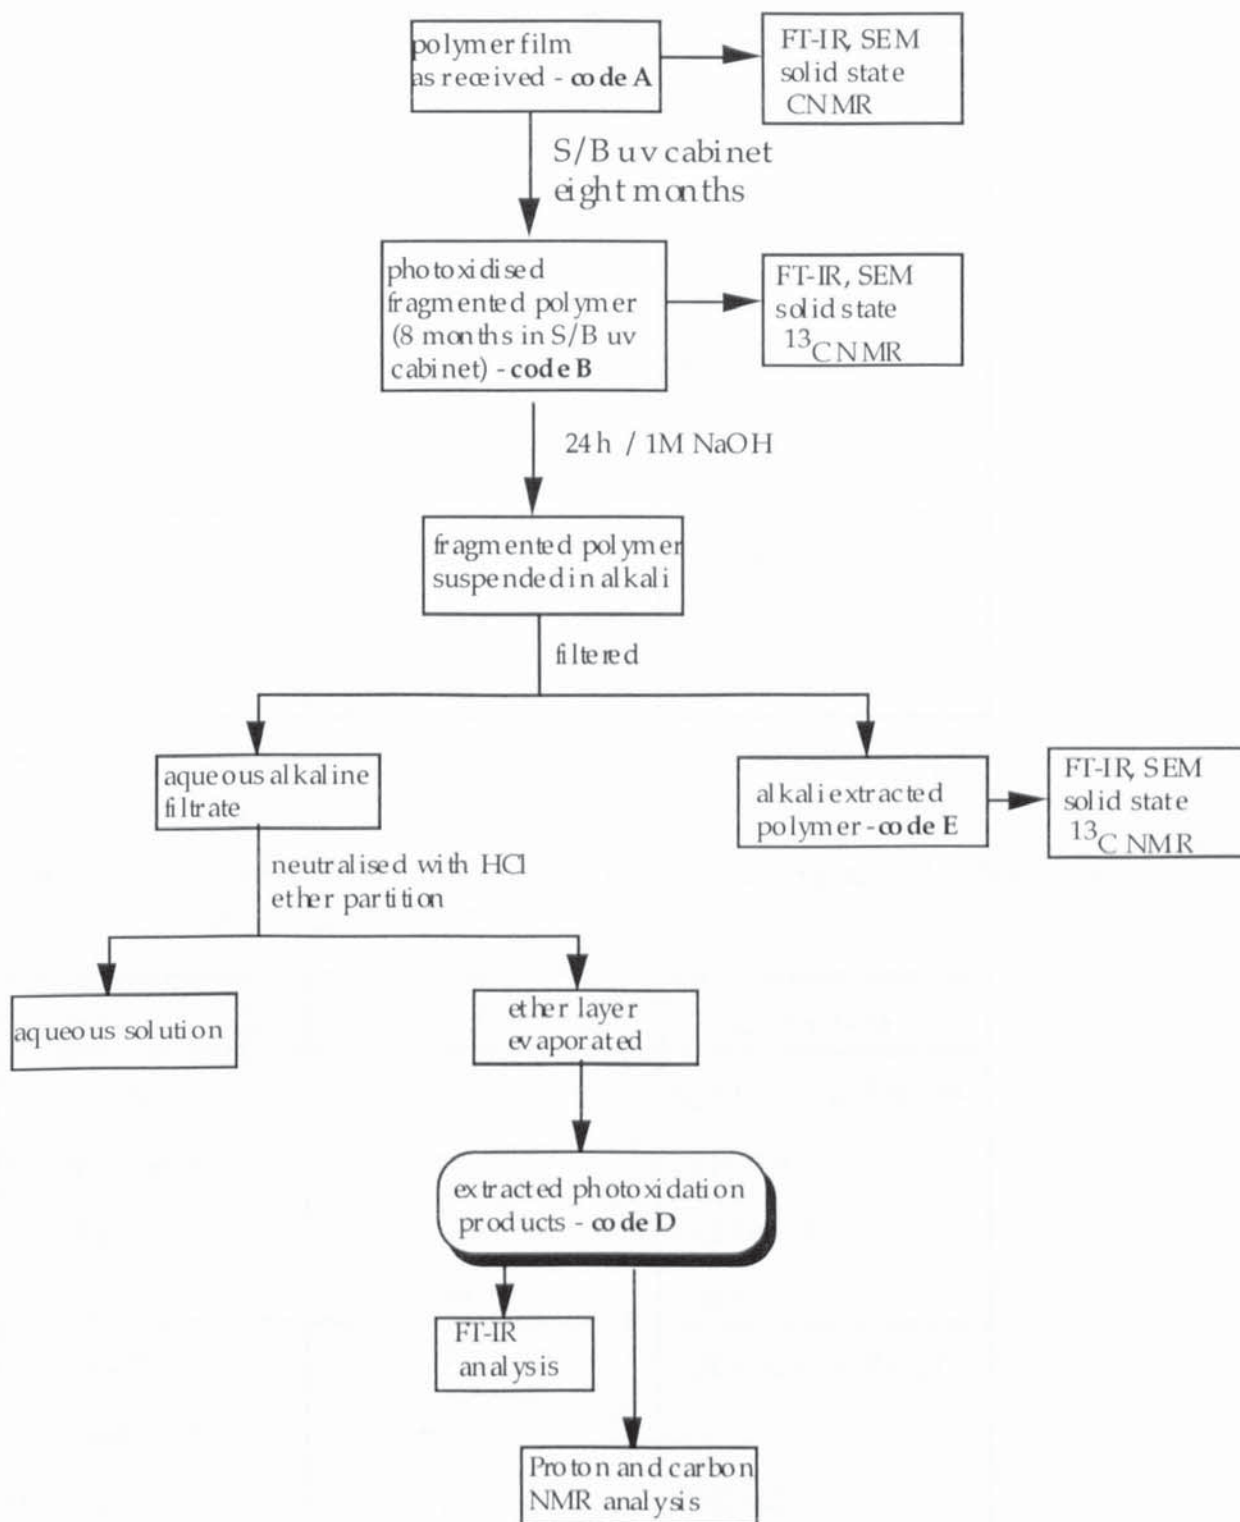 polymer film
as received - code A
FT-IR, SEM
solid state
CNMR
S/B uv cabinet
eight months
photoxidised
fragmented polymer
(8 months in S/B uv
cabinet) - code B
FT-IR, SEM
solid state
13C NMR
24 h / 1M NaOH
fragmented polymer
suspended in alkali
filtered
aqueous alkaline
filtrate
alkali extracted
polymer - code E
FT-IR, SEM
solid state
13C NMR
neutralised with HCl
ether partition
aqueous solution
ether layer
evaporated
extracted photoxidation
products - code D
FT-IR
analysis
Proton and carbon
NMR analysis